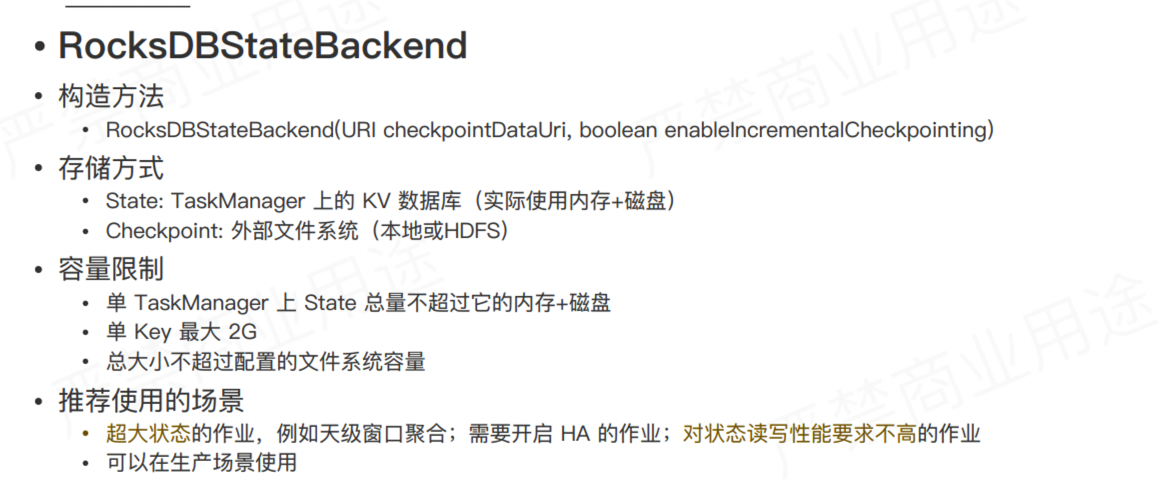 • RocksDBStateBackend
• 构造方法
• RocksDBStateBackend(URI checkpointDataUri, boolean enableIncrementalCheckpointing)
• 存储方式
• State: TaskManager 上的 KV 数据库（实际使用内存+磁盘）
• Checkpoint: 外部文件系统（本地或HDFS）
• 容量限制
• 单 TaskManager 上 State 总量不超过它的内存+磁盘
• 单 Key 最大 2G
• 总大小不超过配置的文件系统容量
• 推荐使用的场景
• 超大状态的作业，例如天级窗口聚合；需要开启 HA 的作业；对状态读写性能要求不高的作业
• 可以在生产场景使用
严禁商业用途
严禁商业用途
严禁商业用途
严禁商业用途